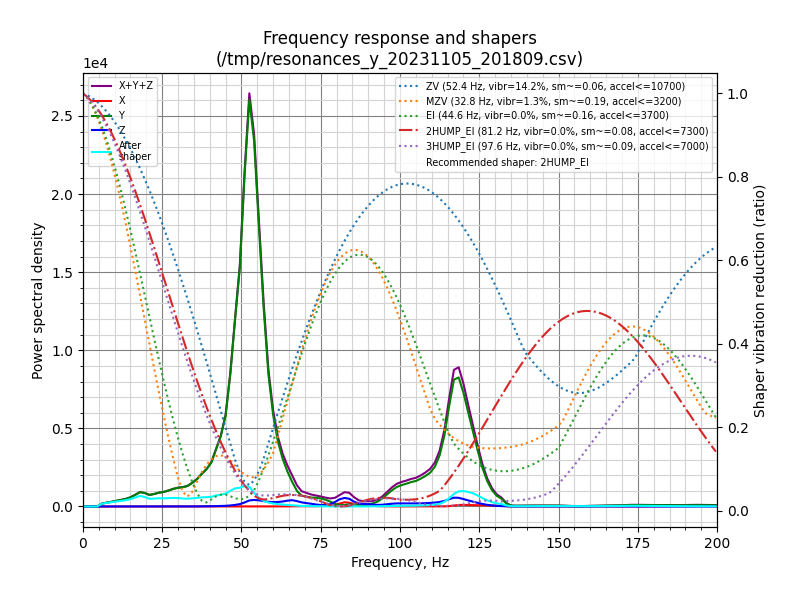 Frequency response and shapers
(/tmp/resonances_y_20231105_201809.csv)
1e4
X+Y+Z
X
Y
Z
After
shaper
ZV (52.4 Hz, vibr=14.2%, sm~=0.06, accel<=10700)
MZV (32.8 Hz, vibr=1.3%, sm~=0.19, accel<=3200)
EI (44.6 Hz, vibr=0.0%, sm~=0.16, accel<=3700)
2HUMP_EI (81.2 Hz, vibr=0.0%, sm~=0.08, accel<=7300)
3HUMP_EI (97.6 Hz, vibr=0.0%, sm~=0.09, accel<=7000)
Recommended shaper: 2HUMP_EI
Power spectral density
2.5
2.0
1.5
1.0
0.5
0.0
1.0
0.8
0.6
0.4
0.2
0.0
Shaper vibration reduction (ratio)
0 25 50 75 100 125 150 175 200
Frequency, Hz